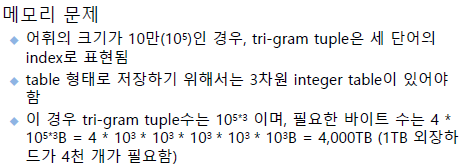 메모리 문제
어휘의 크기가 10만(10⁵)인 경우, tri-gram tuple은 세 단어의
index로 표현됨
table 형태로 저장하기 위해서는 3차원 integer table이 있어야
함
이 경우 tri-gram tuple수는 10⁵*³ 이며, 필요한 바이트 수는 4 *
10⁵*³B = 4 * 10³ * 10³ * 10³ * 10³ * 10³B = 4,000TB (1TB 외장하
드가 4천 개가 필요함)